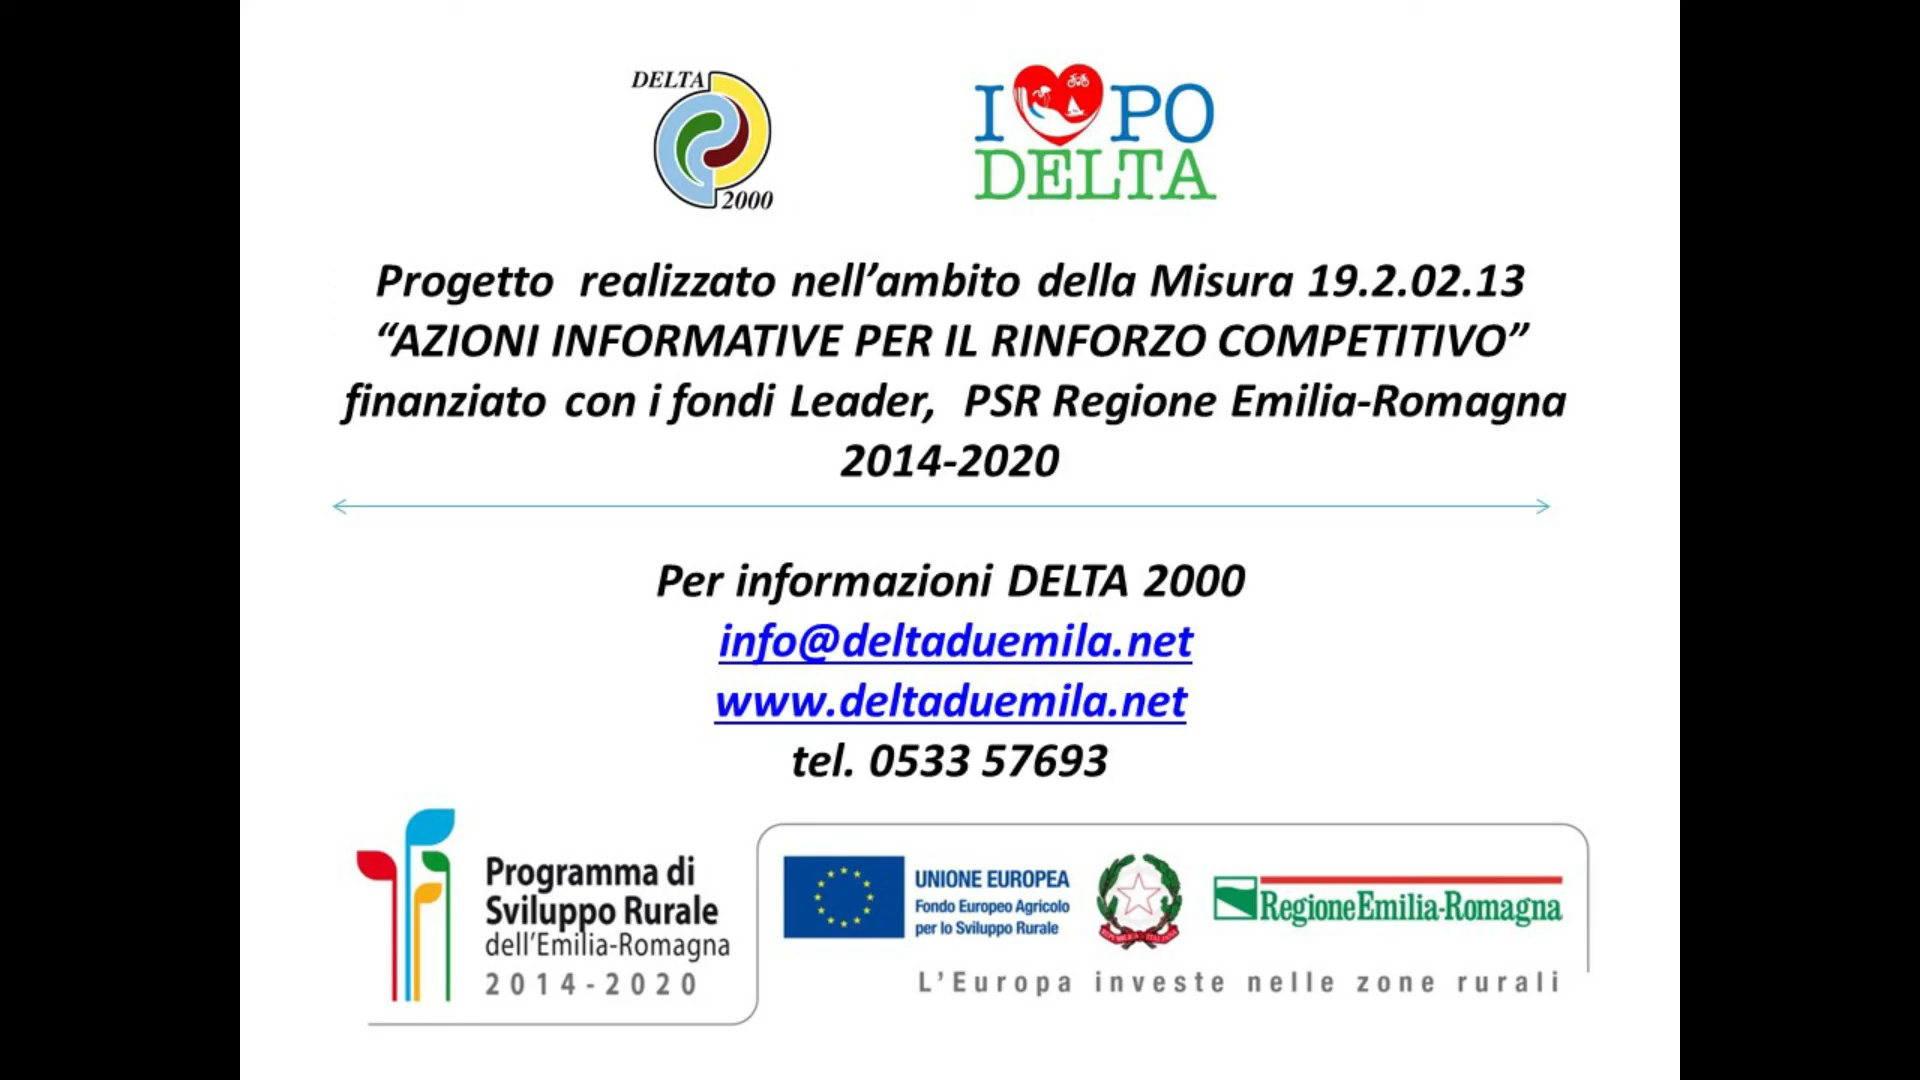 DELTA
2000
I PO
DELTA
Progetto realizzato nell’ambito della Misura 19.2.02.13
“AZIONI INFORMATIVE PER IL RINFORZO COMPETITIVO”
finanziato con i fondi Leader, PSR Regione Emilia-Romagna
2014-2020
Per informazioni DELTA 2000
info@deltaduemila.net
www.deltaduemila.net
tel. 0533 57693
Programma di
Sviluppo Rurale
dell’Emilia-Romagna
2014-2020
UNIONE EUROPEA
Fondo Europeo Agricolo
per lo Sviluppo Rurale
REPVBBLICA ITALIANA
RegioneEmilia-Romagna
L’Europa investe nelle zone rurali